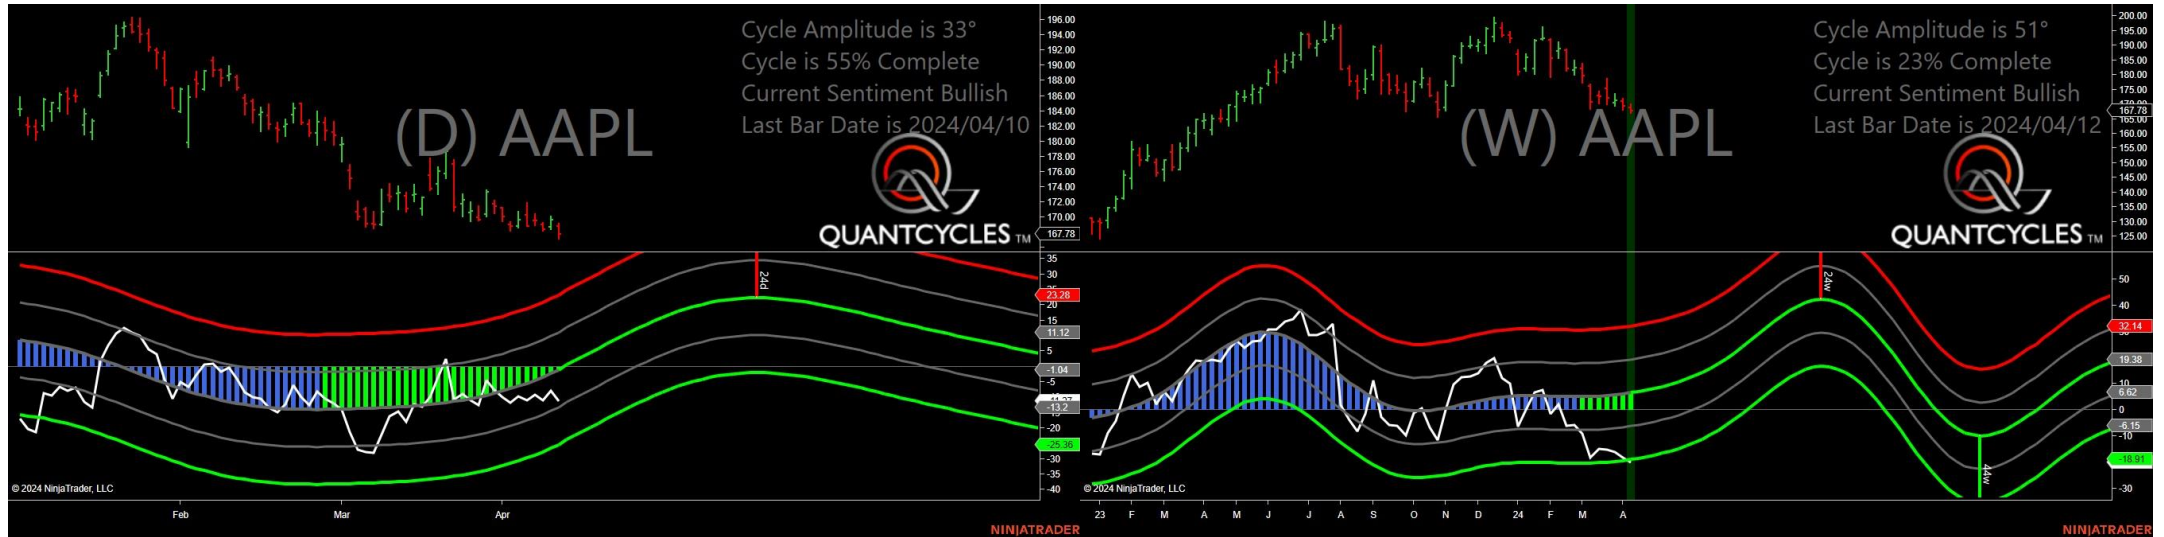 Cycle Amplitude is 33°
Cycle is 55% Complete
Current Sentiment Bullish
Last Bar Date is 2024/04/10
(D) AAPL
QUANTCYCLES TM
196.00
194.00
192.00
190.00
188.00
186.00
184.00
182.00
180.00
178.00
176.00
174.00
172.00
170.00
167.78
35
30
23.28
20
15
11.12
5
-1.04
-5
-13.2
-20
-25.36
-30
-35
-40
24d
© 2024 NinjaTrader, LLC
Feb
Mar
Apr
NINJATRADER
Cycle Amplitude is 51°
Cycle is 23% Complete
Current Sentiment Bullish
Last Bar Date is 2024/04/12
(W) AAPL
QUANTCYCLES TM
200.00
195.00
190.00
185.00
180.00
175.00
167.78
165.00
160.00
155.00
150.00
145.00
140.00
135.00
130.00
125.00
50
40
32.14
19.38
10
6.62
0
-6.15
-10
-18.91
-30
24w
44w
© 2024 NinjaTrader, LLC
23 F M A M J J A S O N D 24 F M A
NINJATRADER